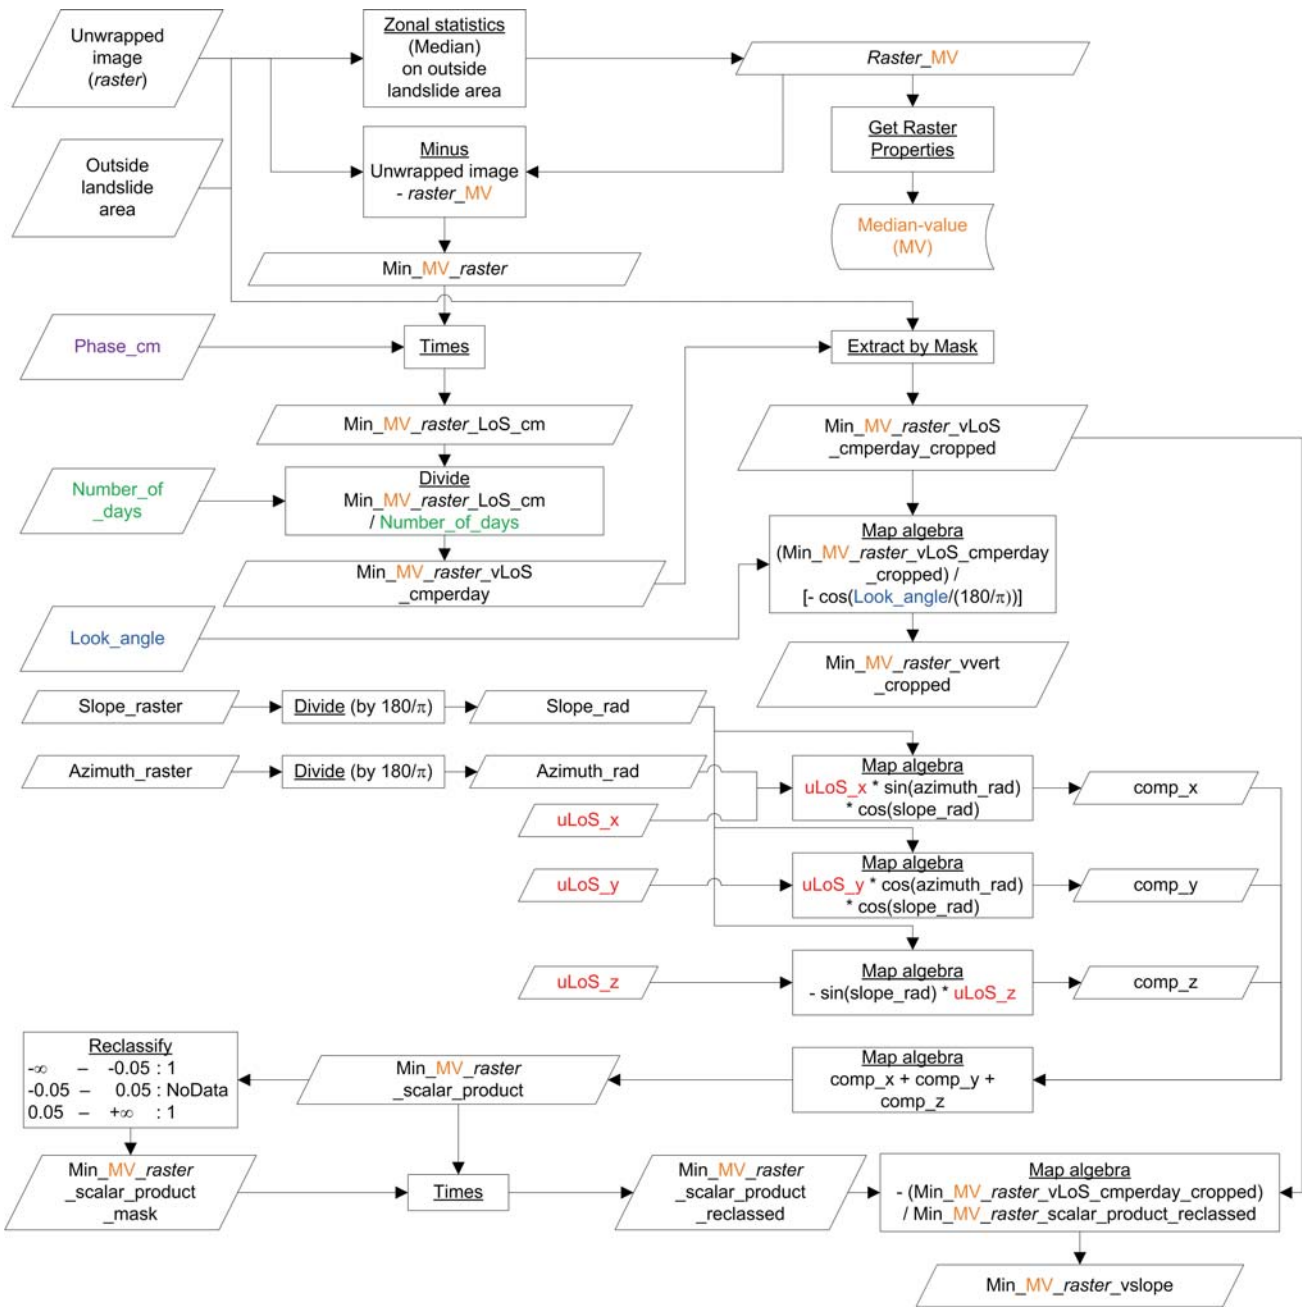 Unwrapped
image
(raster)
Zonal statistics
(Median)
on outside
landslide area
Raster_MV
Outside
landslide
area
Minus
Unwrapped image
- raster_MV
Get Raster
Properties
Median-value
(MV)
Min_MV_raster
Phase_cm
Times
Extract by Mask
Min_MV_raster_LoS_cm
Min_MV_raster_vLoS
_cmperday_cropped
Number_of
_days
Divide
Min_MV_raster_LoS_cm
/ Number_of_days
Map algebra
(Min_MV_raster_vLoS_cmperday
_cropped) /
[- cos(Look_angle/(180/π))]
Min_MV_raster_vLoS
_cmperday
Look_angle
Min_MV_raster_vvert
_cropped
Slope_raster
Divide (by 180/π)
Slope_rad
Azimuth_raster
Divide (by 180/π)
Azimuth_rad
Map algebra
uLoS_x * sin(azimuth_rad)
* cos(slope_rad)
comp_x
uLoS_x
uLoS_y
Map algebra
uLoS_y * cos(azimuth_rad)
* cos(slope_rad)
comp_y
uLoS_z
Map algebra
- sin(slope_rad) * uLoS_z
comp_z
Reclassify
-∞ – -0.05 : 1
-0.05 – 0.05 : NoData
0.05 – +∞ : 1
Min_MV_raster
_scalar_product
Map algebra
comp_x + comp_y +
comp_z
Min_MV_raster
_scalar_product
_mask
Times
Min_MV_raster
_scalar_product
_reclassed
Map algebra
- (Min_MV_raster_vLoS_cmperday_cropped)
/ Min_MV_raster_scalar_product_reclassed
Min_MV_raster_vslope